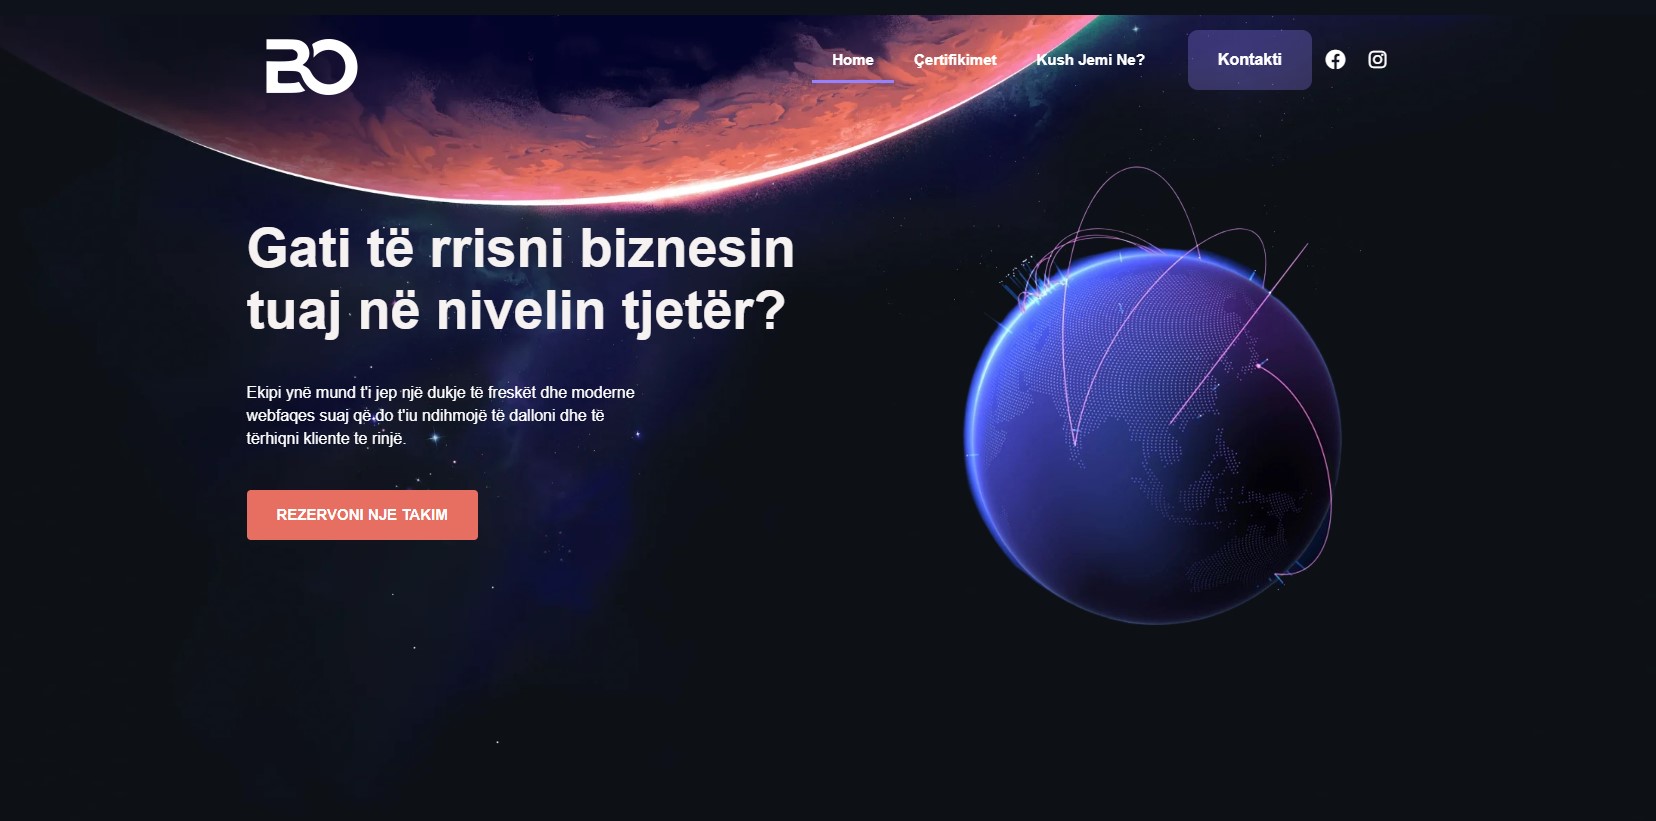 BO
Home
Çertifikimet
Kush Jemi Ne?
Kontakti
Gati të rrisni biznesin
tuaj në nivelin tjetër?
Ekipi ynë mund t'i jep një dukje të freskët dhe moderne
webfaqes suaj që do t'iu ndihmojë të dalloni dhe të
tërhiqni kliente te rinjë.
REZERVONI NJE TAKIM